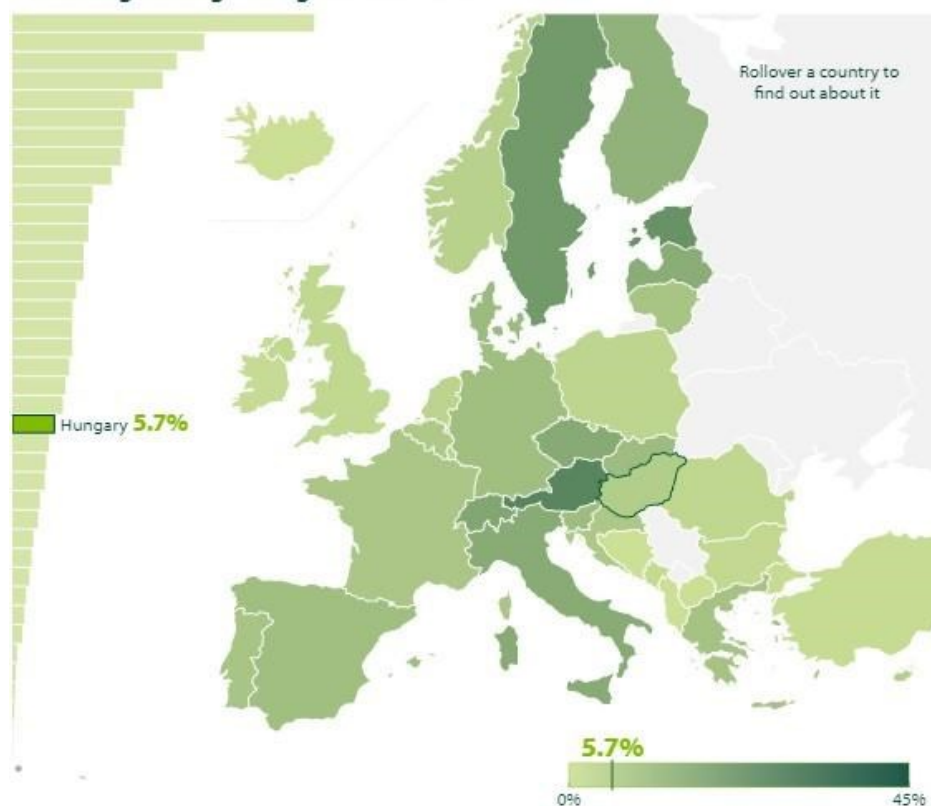 Rollover a country to
find out about it
Hungary 5.7%
5.7%
0% 45%